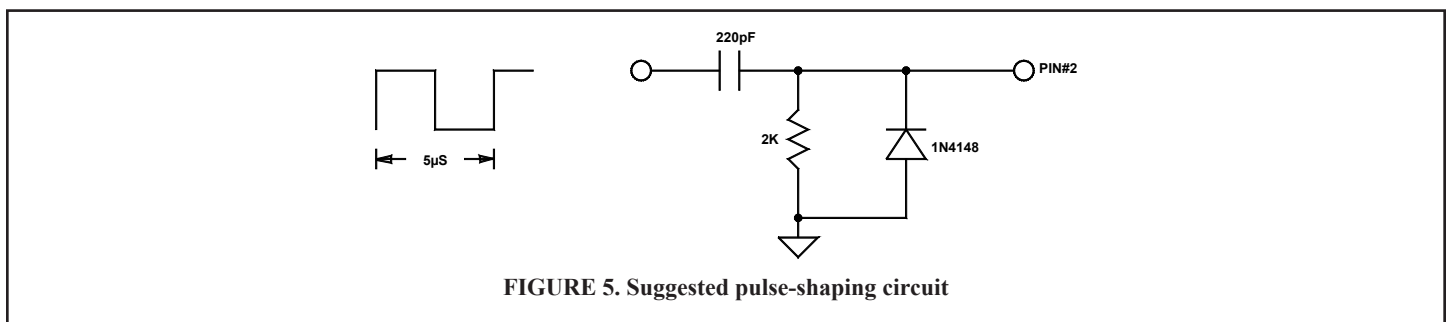 220pF
PIN#2
2K
1N4148
5µS
FIGURE 5. Suggested pulse-shaping circuit